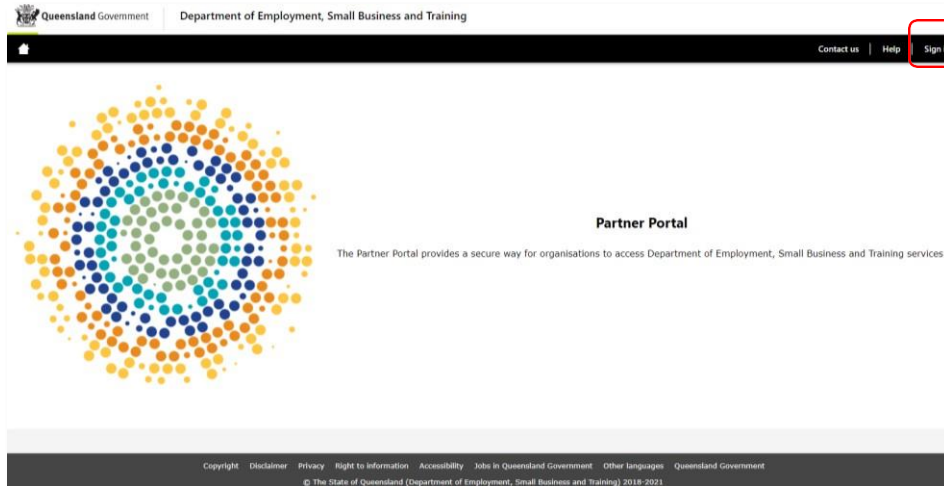 Queensland Government Department of Employment, Small Business and Training
Contact us Help Sign
Partner Portal
The Partner Portal provides a secure way for organisations to access Department of Employment, Small Business and Training services
Copyright Disclaimer Privacy Right to information Accessibility Jobs in Queensland Government Other languages Queensland Government
© The State of Queensland (Department of Employment, Small Business and Training) 2018-2021